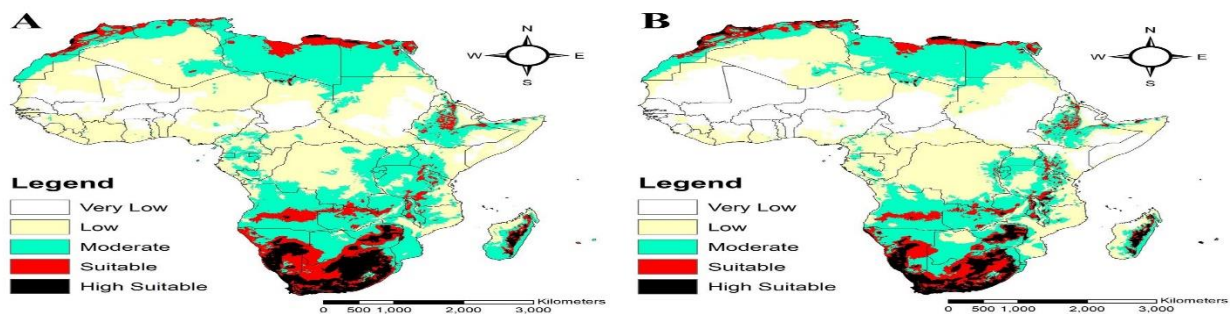 A
N
W E
S
Legend
Very Low
Low
Moderate
Suitable
High Suitable
Kilometers
0 500 1,000 2,000 3,000
B
N
W E
S
Legend
Very Low
Low
Moderate
Suitable
High Suitable
Kilometers
0 500 1,000 2,000 3,000